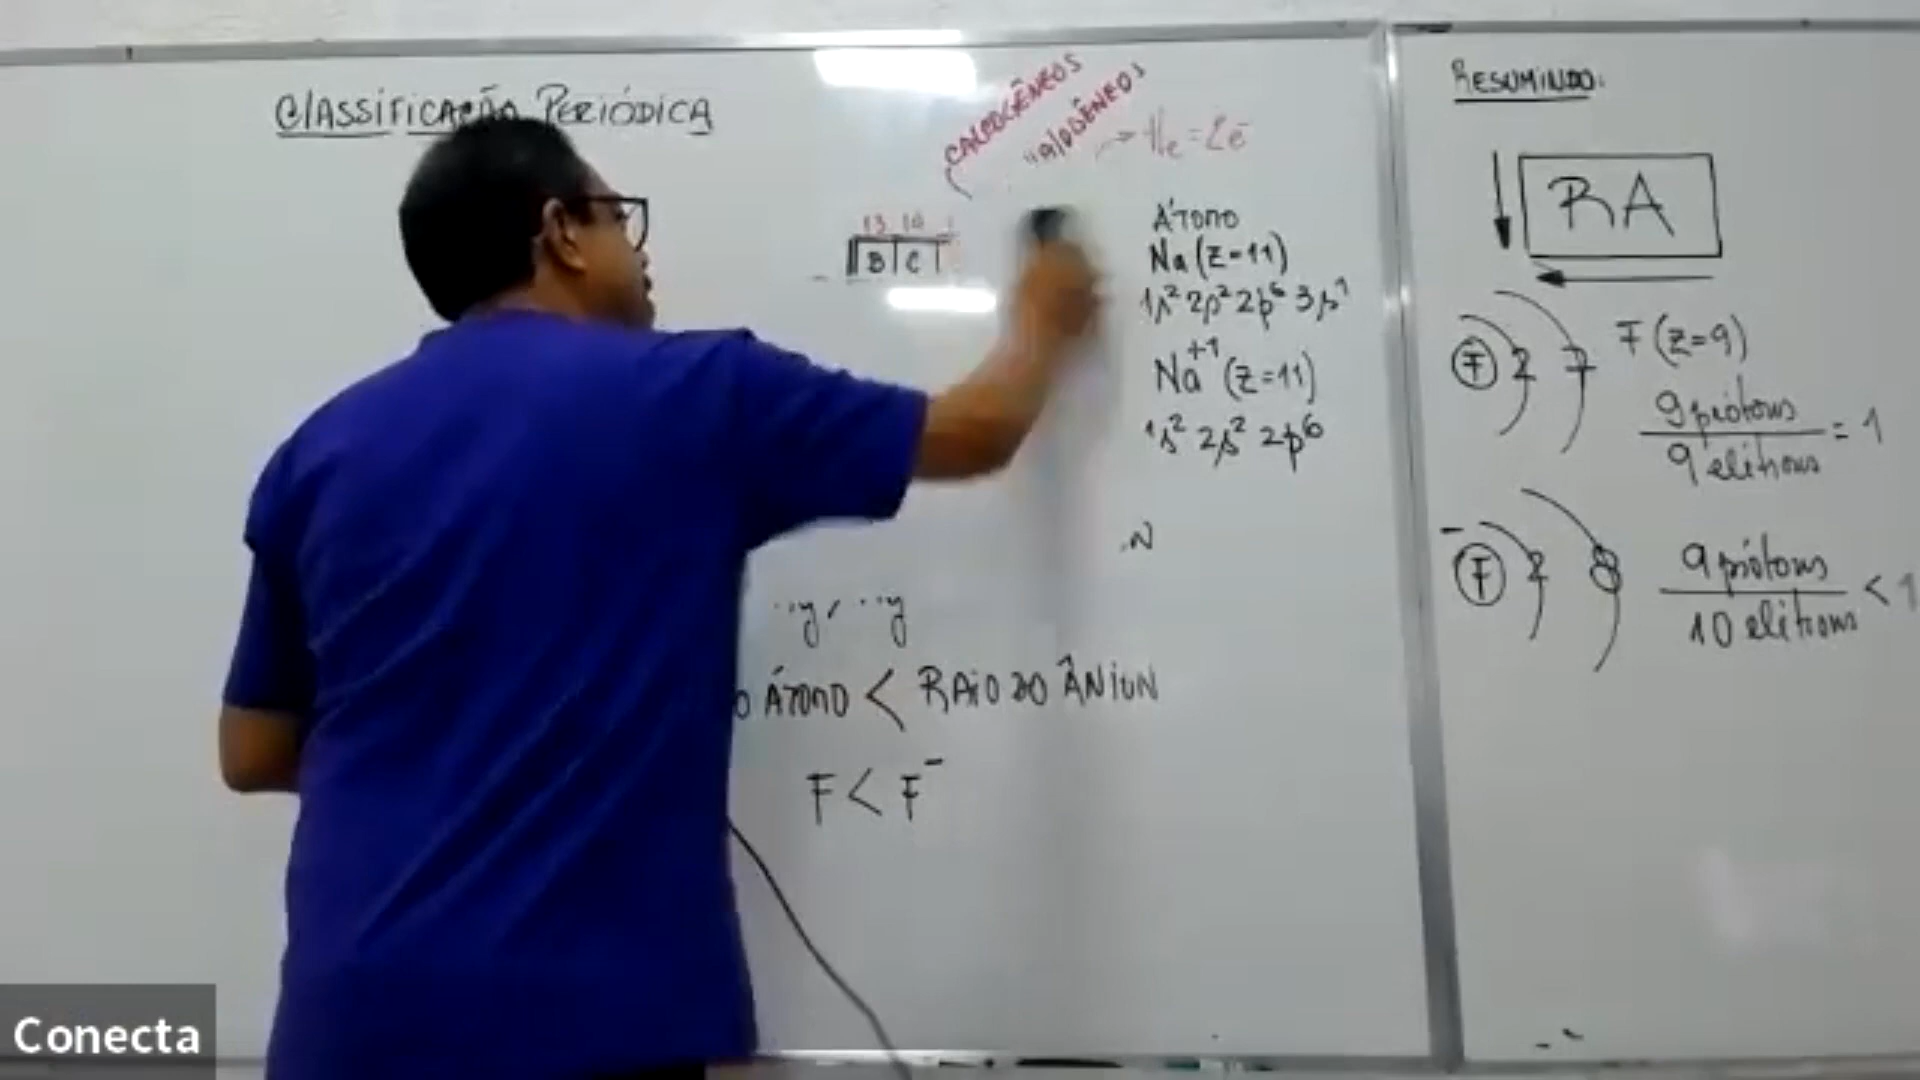 CLASSIFICAÇÃO PERIÓDICA
CALCOGÊNEOS
He = 2e-
13 14
B C
ÁTOMO
Na (Z=11)
1s² 2s² 2p⁶ 3s¹
Na⁺¹ (Z=11)
1s² 2s² 2p⁶
N
y, y
O ÁTOMO < RAIO DO ÂNION
F < F⁻
RESUMINDO:
RA
F 2 7 F (Z=9)
9 prótons
9 elétrons = 1
F⁻ 2 8
9 prótons
10 elétrons < 1
Conecta